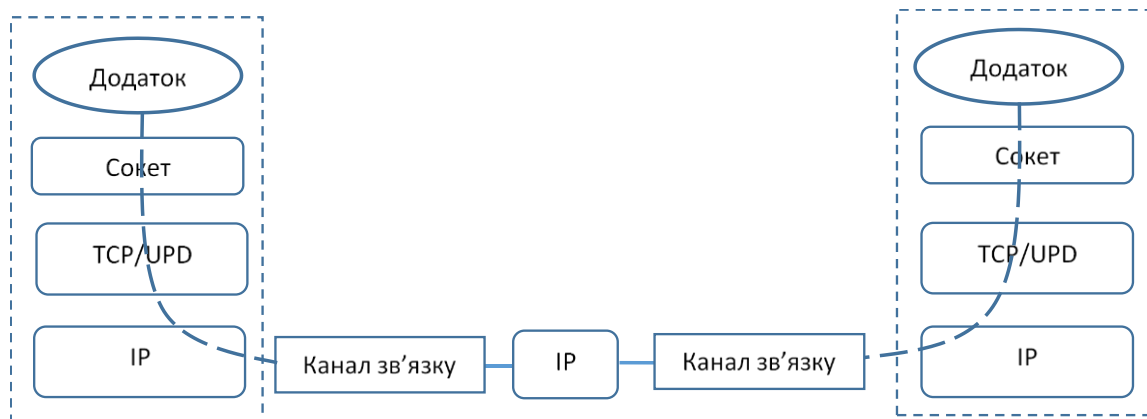 Додаток
Сокет
TCP/UPD
IP
Канал зв’язку
IP
Канал зв’язку
Додаток
Сокет
TCP/UPD
IP